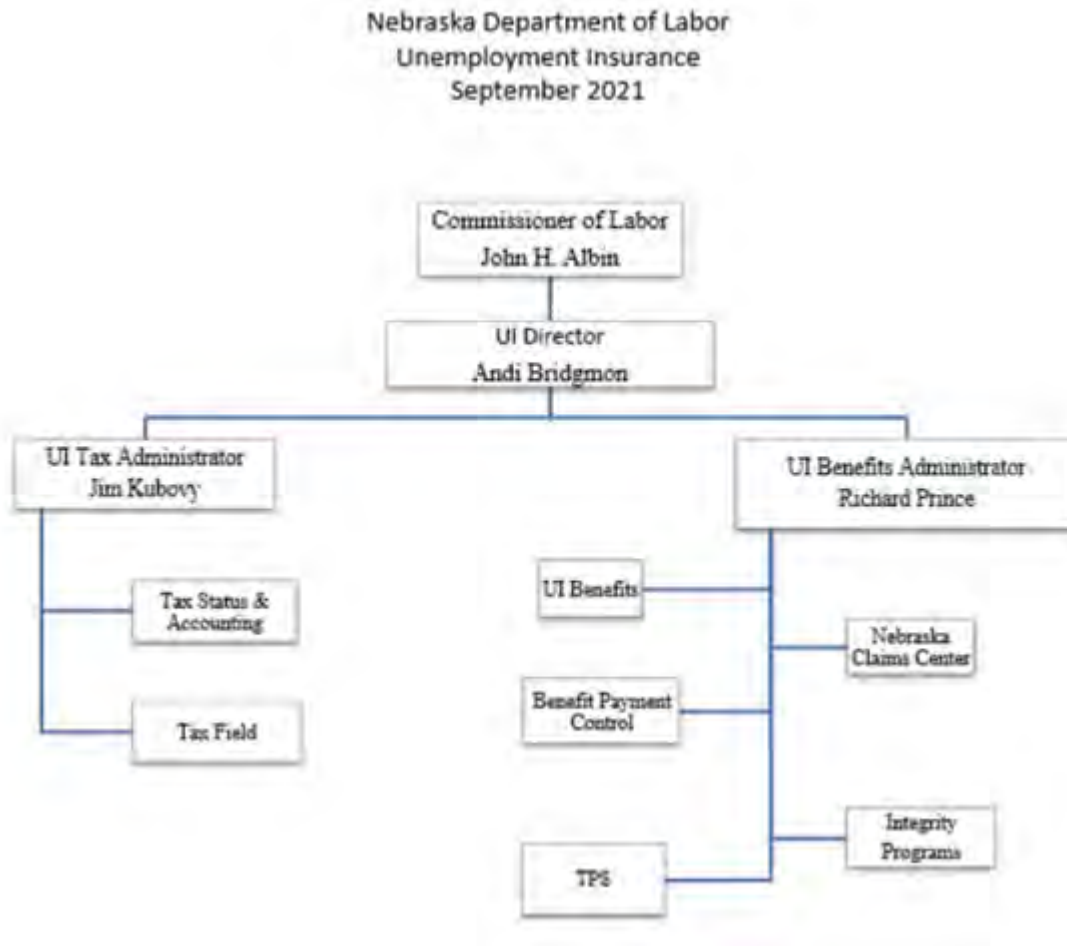 Nebraska Department of Labor
Unemployment Insurance
September 2021
Commissioner of Labor
John H. Albin
UI Director
Andi Bridgmon
UI Tax Administrator
Jim Kubovy
UI Benefits Administrator
Richard Prince
Tax Status &
Accounting
Tax Field
UI Benefits
Nebraska
Claims Center
Benefit Payment
Control
Integrity
Programs
TPS